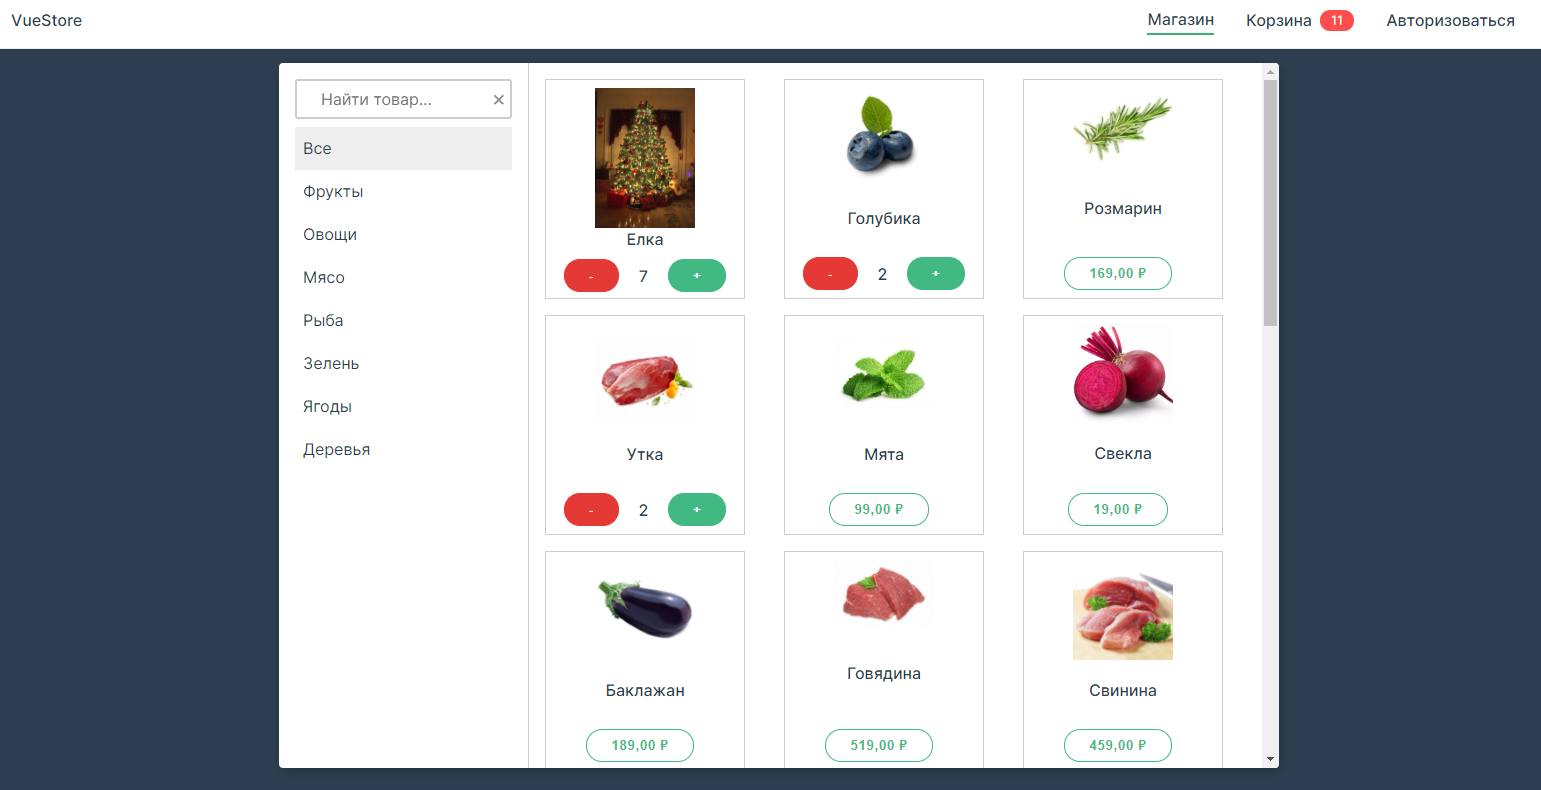 VueStore
Магазин
Корзина 11
Авторизоваться
Найти товар... ✕
Все
Фрукты
Овощи
Мясо
Рыба
Зелень
Ягоды
Деревья
Елка
- 7 +
Голубика
- 2 +
Розмарин
169,00 ₽
Утка
- 2 +
Мята
99,00 ₽
Свекла
19,00 ₽
Баклажан
189,00 ₽
Говядина
519,00 ₽
Свинина
459,00 ₽